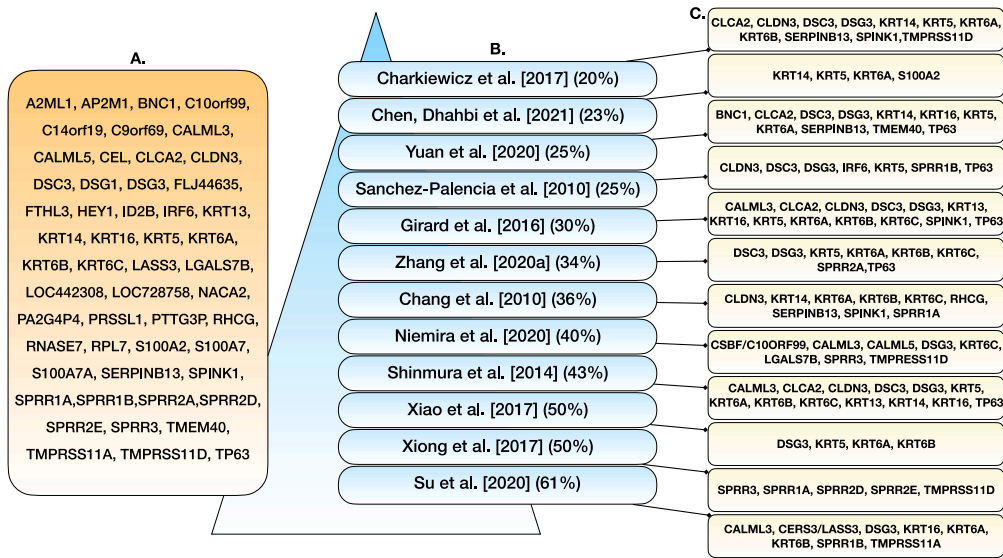 A.
A2ML1, AP2M1, BNC1, C10orf99,
C14orf19, C9orf69, CALML3,
CALML5, CEL, CLCA2, CLDN3,
DSC3, DSG1, DSG3, FLJ44635,
FTHL3, HEY1, ID2B, IRF6, KRT13,
KRT14, KRT16, KRT5, KRT6A,
KRT6B, KRT6C, LASS3, LGALS7B,
LOC442308, LOC728758, NACA2,
PA2G4P4, PRSSL1, PTTG3P, RHCG,
RNASE7, RPL7, S100A2, S100A7,
S100A7A, SERPINB13, SPINK1,
SPRR1A,SPRR1B,SPRR2A,SPRR2D,
SPRR2E, SPRR3, TMEM40,
TMPRSS11A, TMPRSS11D, TP63
B.
Charkiewicz et al. [2017] (20%)
Chen, Dhahbi et al. [2021] (23%)
Yuan et al. [2020] (25%)
Sanchez-Palencia et al. [2010] (25%)
Girard et al. [2016] (30%)
Zhang et al. [2020a] (34%)
Chang et al. [2010] (36%)
Niemira et al. [2020] (40%)
Shinmura et al. [2014] (43%)
Xiao et al. [2017] (50%)
Xiong et al. [2017] (50%)
Su et al. [2020] (61%)
C.
CLCA2, CLDN3, DSC3, DSG3, KRT14, KRT5, KRT6A,
KRT6B, SERPINB13, SPINK1,TMPRSS11D
KRT14, KRT5, KRT6A, S100A2
BNC1, CLCA2, DSC3, DSG3, KRT14, KRT16, KRT5,
KRT6A, SERPINB13, TMEM40, TP63
CLDN3, DSC3, DSG3, IRF6, KRT5, SPRR1B, TP63
CALML3, CLCA2, CLDN3, DSC3, DSG3, KRT13,
KRT16, KRT5, KRT6A, KRT6B, KRT6C, SPINK1, TP63
DSC3, DSG3, KRT5, KRT6A, KRT6B, KRT6C,
SPRR2A,TP63
CLDN3, KRT14, KRT6A, KRT6B, KRT6C, RHCG,
SERPINB13, SPINK1, SPRR1A
CSBF/C10ORF99, CALML3, CALML5, DSG3, KRT6C,
LGALS7B, SPRR3, TMPRESS11D
CALML3, CLCA2, CLDN3, DSC3, DSG3, KRT5,
KRT6A, KRT6B, KRT6C, KRT13, KRT14, KRT16, TP63
DSG3, KRT5, KRT6A, KRT6B
SPRR3, SPRR1A, SPRR2D, SPRR2E, TMPRSS11D
CALML3, CERS3/LASS3, DSG3, KRT16, KRT6A,
KRT6B, SPRR1B, TMPRSS11A